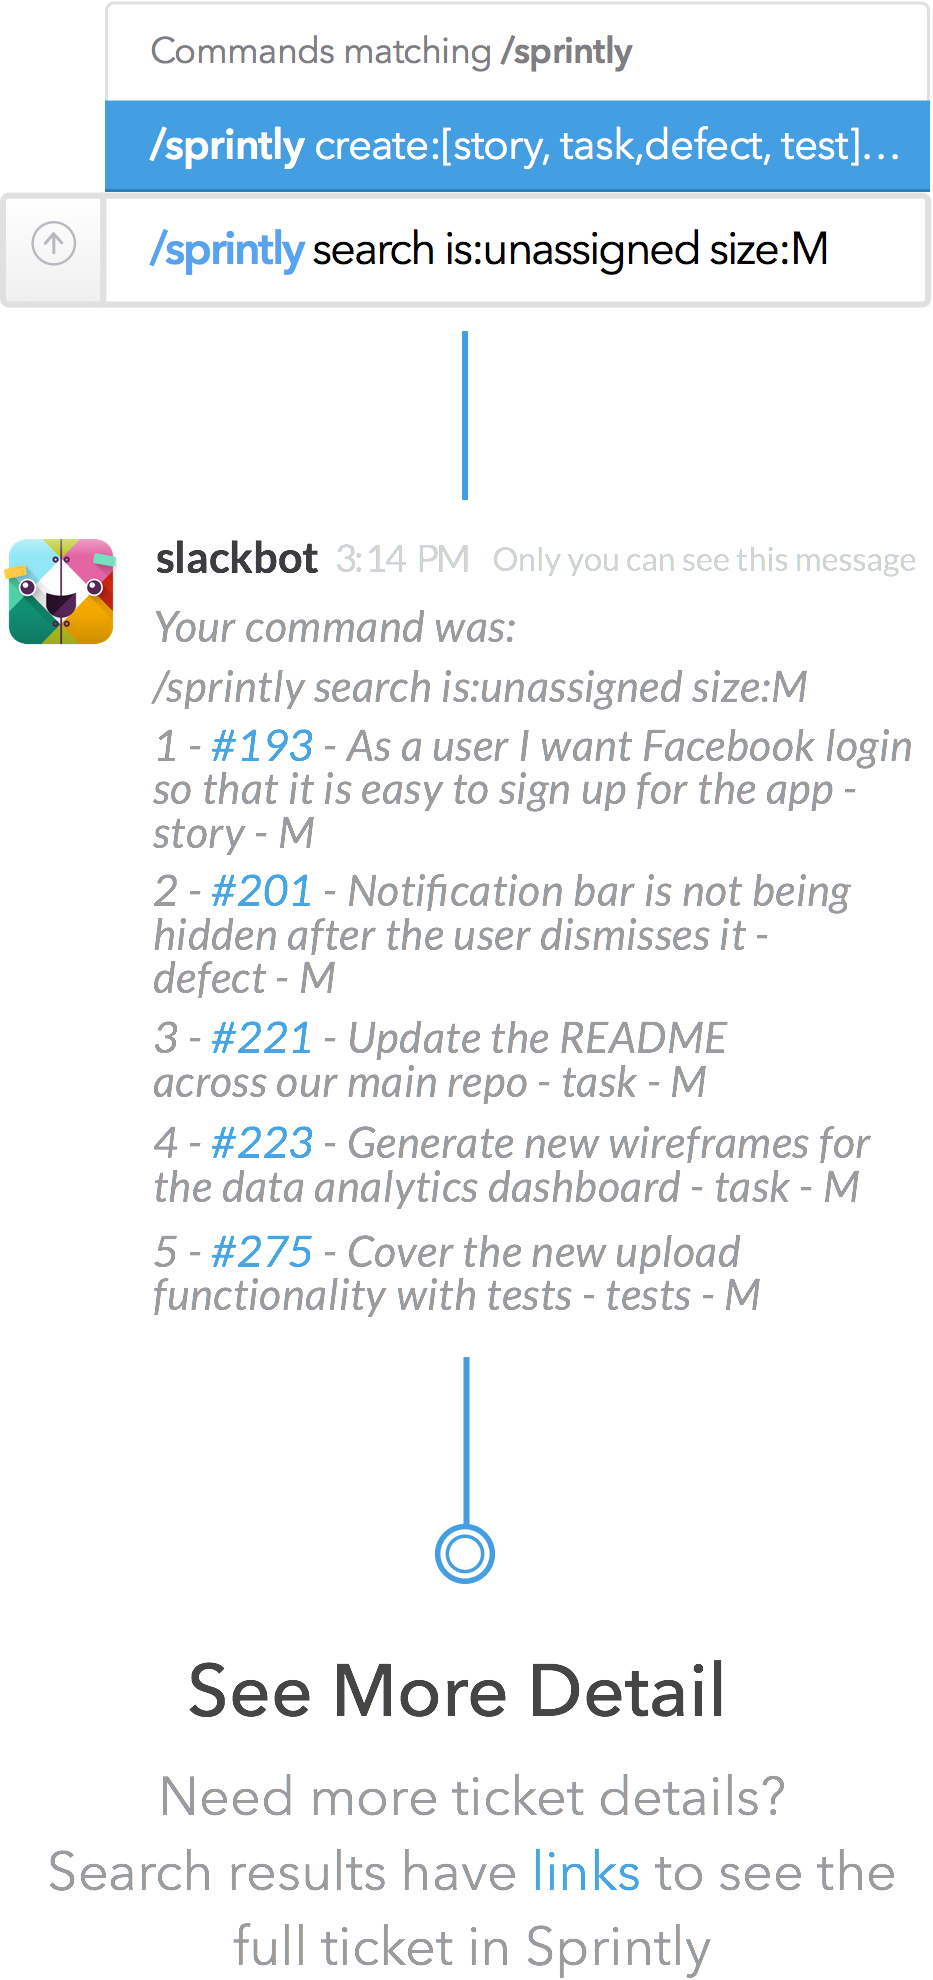 Commands matching /sprintly
/sprintly create:[story, task,defect, test]...
/sprintly search is:unassigned size:M
slackbot 3:14 PM Only you can see this message
Your command was:
/sprintly search is:unassigned size:M
1 - #193 - As a user I want Facebook login
so that it is easy to sign up for the app -
story - M
2 - #201 - Notification bar is not being
hidden after the user dismisses it -
defect - M
3 - #221 - Update the README
across our main repo - task - M
4 - #223 - Generate new wireframes for
the data analytics dashboard - task - M
5 - #275 - Cover the new upload
functionality with tests - tests - M
See More Detail
Need more ticket details?
Search results have links to see the
full ticket in Sprintly